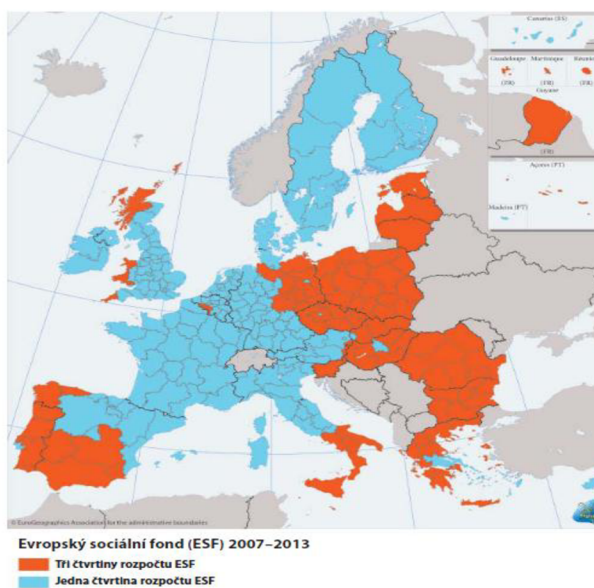 Canarias (ES)
Guadeloupe Martinique Réunion
(FR) (FR) (FR)
Guyane
(FR)
Açores (PT)
Madeira (PT)
© EuroGeographics Association for the administrative boundaries
Evropský sociální fond (ESF) 2007–2013
Tři čtvrtiny rozpočtu ESF
Jedna čtvrtina rozpočtu ESF